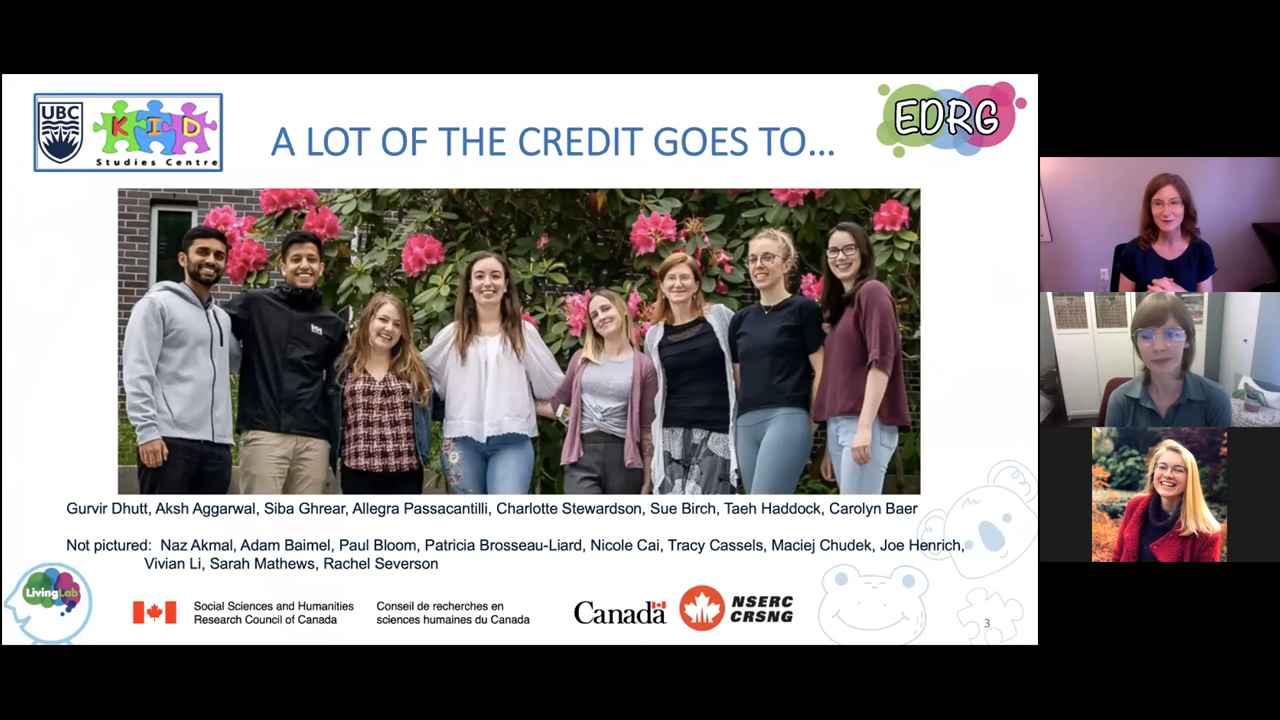 UBC
KID
Studies Centre
A LOT OF THE CREDIT GOES TO...
EDRG
HH
Gurvir Dhutt, Aksh Aggarwal, Siba Ghrear, Allegra Passacantilli, Charlotte Stewardson, Sue Birch, Taeh Haddock, Carolyn Baer
Not pictured: Naz Akmal, Adam Baimel, Paul Bloom, Patricia Brosseau-Liard, Nicole Cai, Tracy Cassels, Maciej Chudek, Joe Henrich,
Vivian Li, Sarah Mathews, Rachel Severson
LivingLab
Social Sciences and Humanities
Research Council of Canada
Conseil de recherches en
sciences humaines du Canada
Canada
NSERC
CRSNG
3